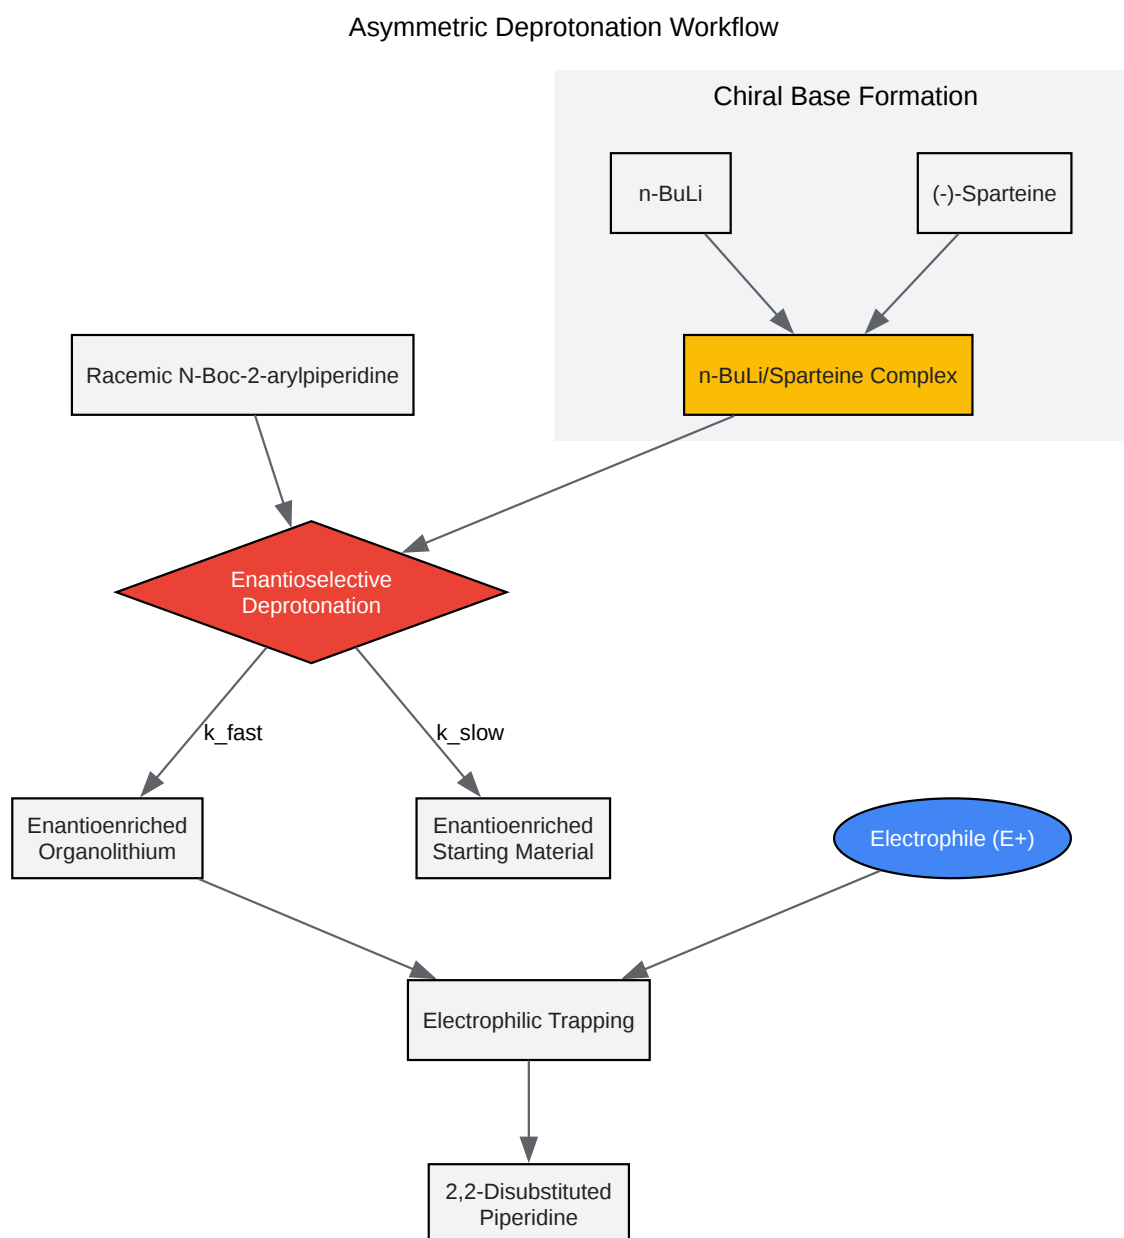 Asymmetric Deprotonation Workflow
Chiral Base Formation
n-BuLi
(-)-Sparteine
Racemic N-Boc-2-arylpiperidine
n-BuLi/Sparteine Complex
Enantioselective
Deprotonation
k_fast
k_slow
Enantioenriched
Organolithium
Enantioenriched
Starting Material
Electrophile (E+)
Electrophilic Trapping
2,2-Disubstituted
Piperidine